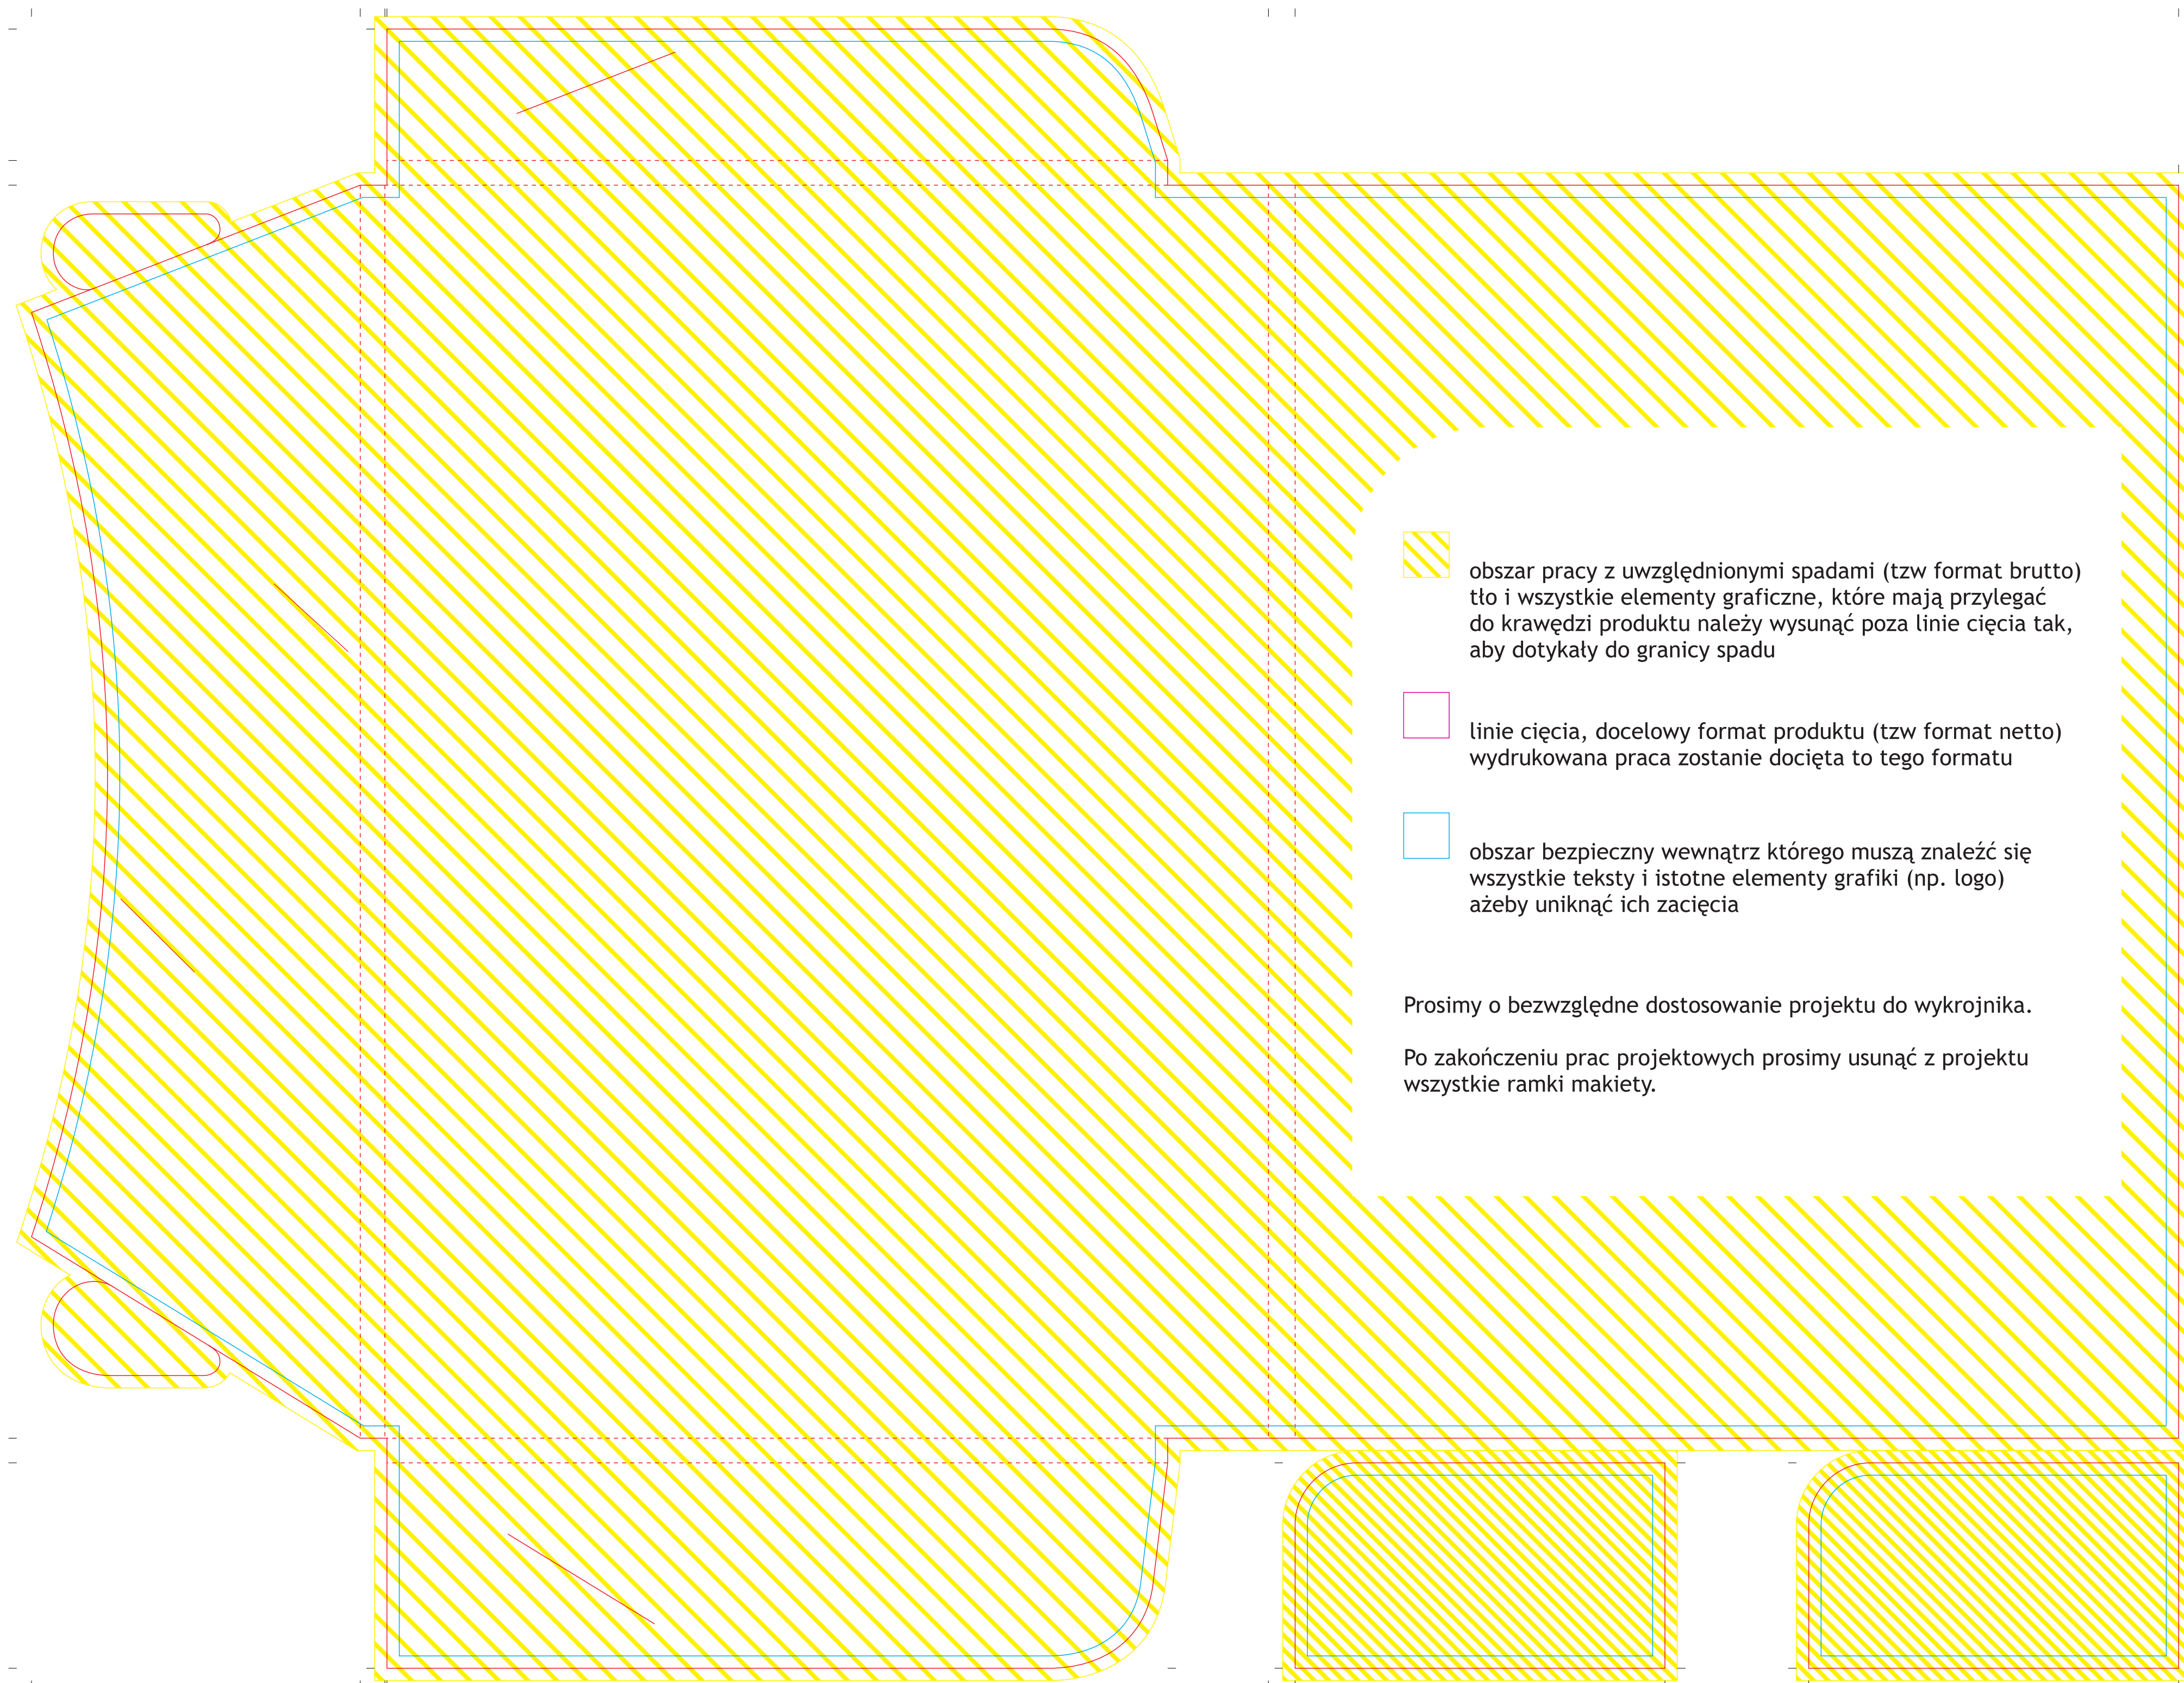 obszar pracy z uwzględnionymi spadami (tzw format brutto)
tło i wszystkie elementy graficzne, które mają przylegać
do krawędzi produktu należy wysunąć poza linie cięcia tak,
aby dotykały do granicy spadu
linie cięcia, docelowy format produktu (tzw format netto)
wydrukowana praca zostanie docięta to tego formatu
obszar bezpieczny wewnątrz którego muszą znaleźć się
wszystkie teksty i istotne elementy grafiki (np. logo)
ażeby uniknąć ich zacięcia
Prosimy o bezwzględne dostosowanie projektu do wykrojnika.
Po zakończeniu prac projektowych prosimy usunąć z projektu
wszystkie ramki makiety.